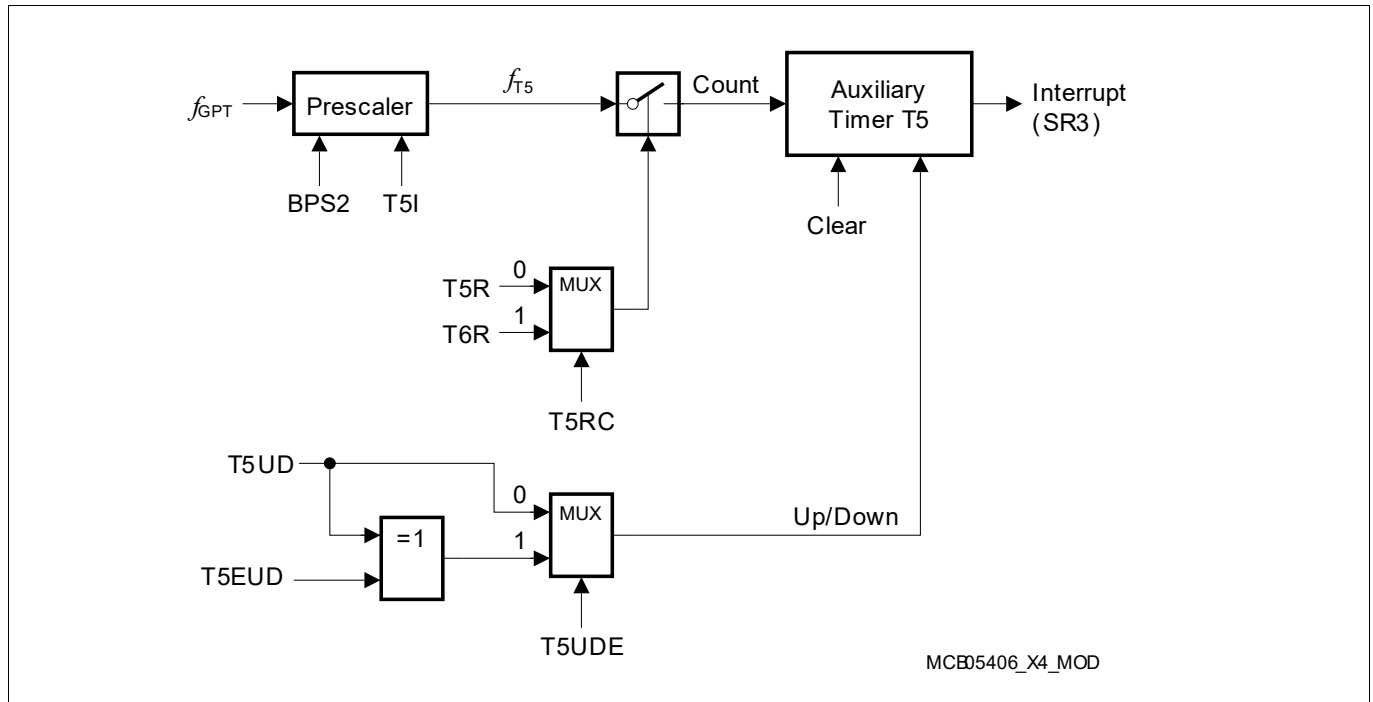 fGPT
Prescaler
fT5
Count
Auxiliary
Timer T5
Interrupt
(SR3)
BPS2
T5I
Clear
T5R
0
MUX
T6R
1
T5RC
T5UD
0
MUX
=1
1
Up/Down
T5EUD
T5UDE
MCB05406_X4_MOD